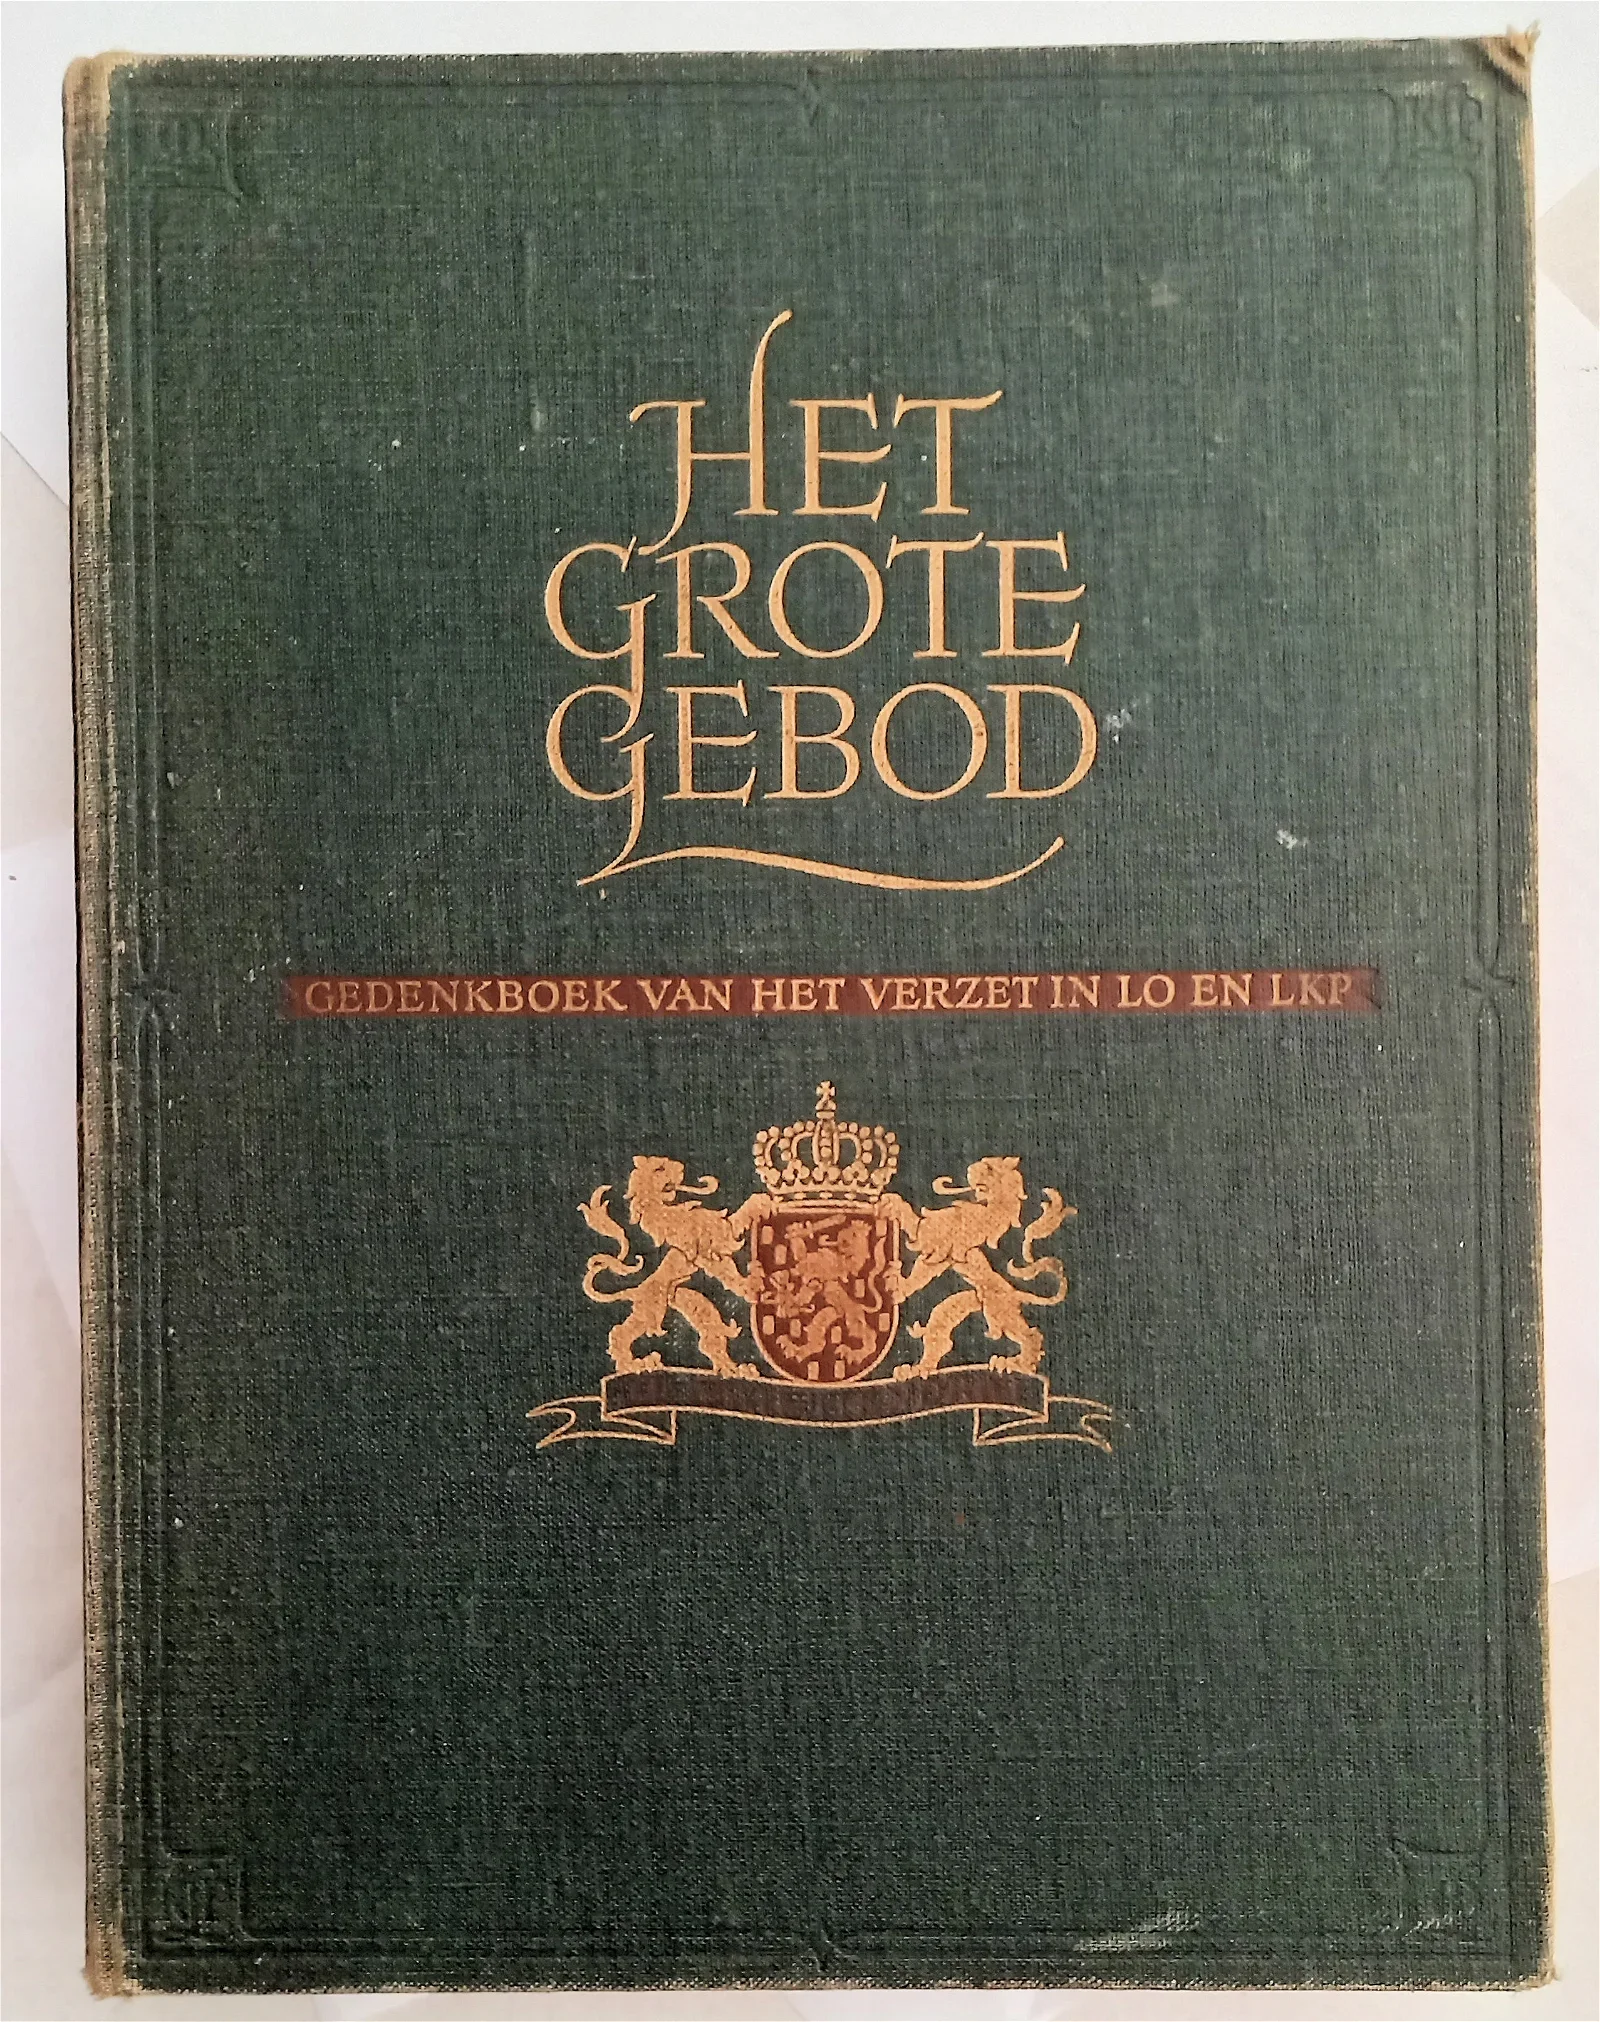 HET
GROTE
GEBOD
GEDENKBOEK VAN HET VERZET IN LO EN LKP